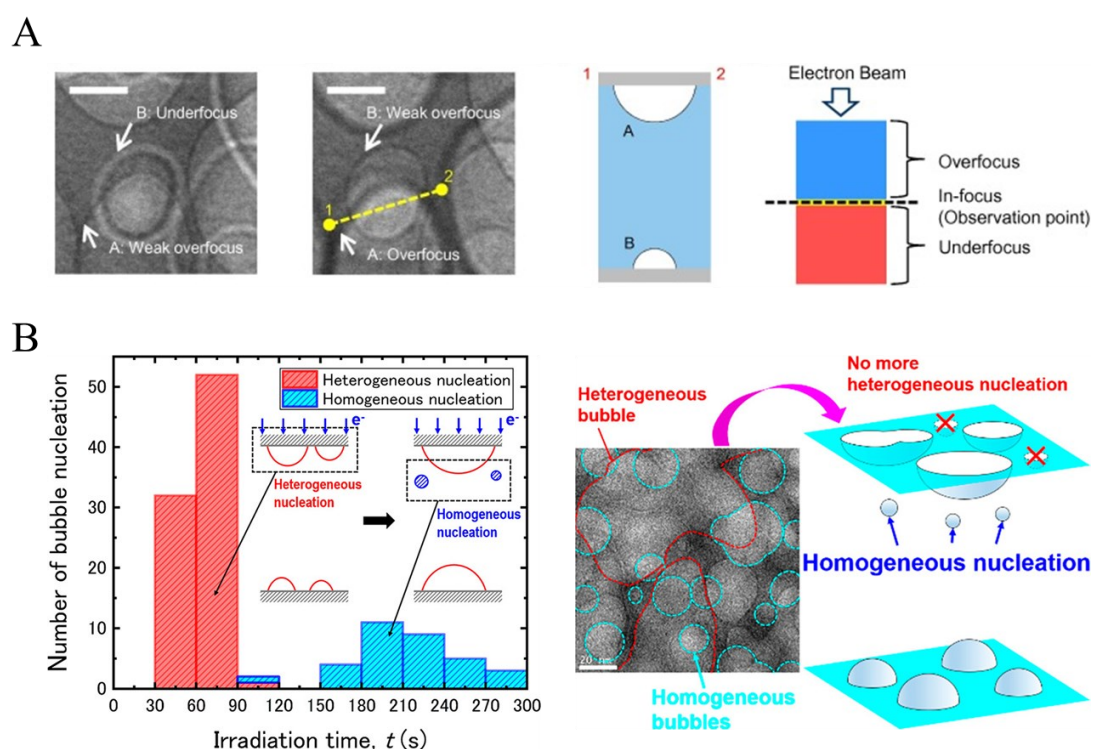 A
B: Underfocus
A: Weak overfocus
B: Weak overfocus
1
2
A: Overfocus
1
2
A
B
Electron Beam
Overfocus
In-focus
(Observation point)
Underfocus
B
Number of bubble nucleation
50
40
30
20
10
0
0 30 60 90 120 150 180 210 240 270 300
Irradiation time, t (s)
Heterogeneous nucleation
Homogeneous nucleation
e-
e-
Heterogeneous
nucleation
Homogeneous
nucleation
Heterogeneous
bubble
No more
heterogeneous nucleation
20 nm
Homogeneous
bubbles
Homogeneous nucleation